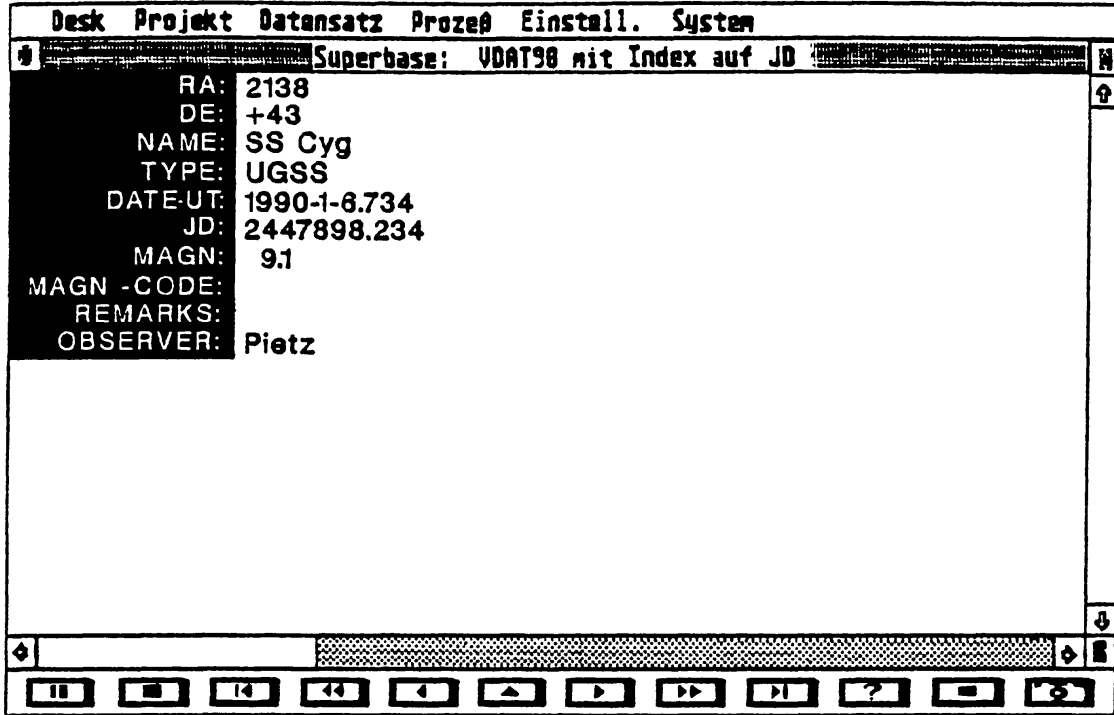 Desk Projekt Datensatz Prozeß Einstell. System
Superbase: VDAT90 mit Index auf JD
RA: 2138
DE: +43
NAME: SS Cyg
TYPE: UGSS
DATE-UT: 1990-1-6.734
JD: 2447898.234
MAGN: 9.1
MAGN -CODE:
REMARKS:
OBSERVER: Pietz
?